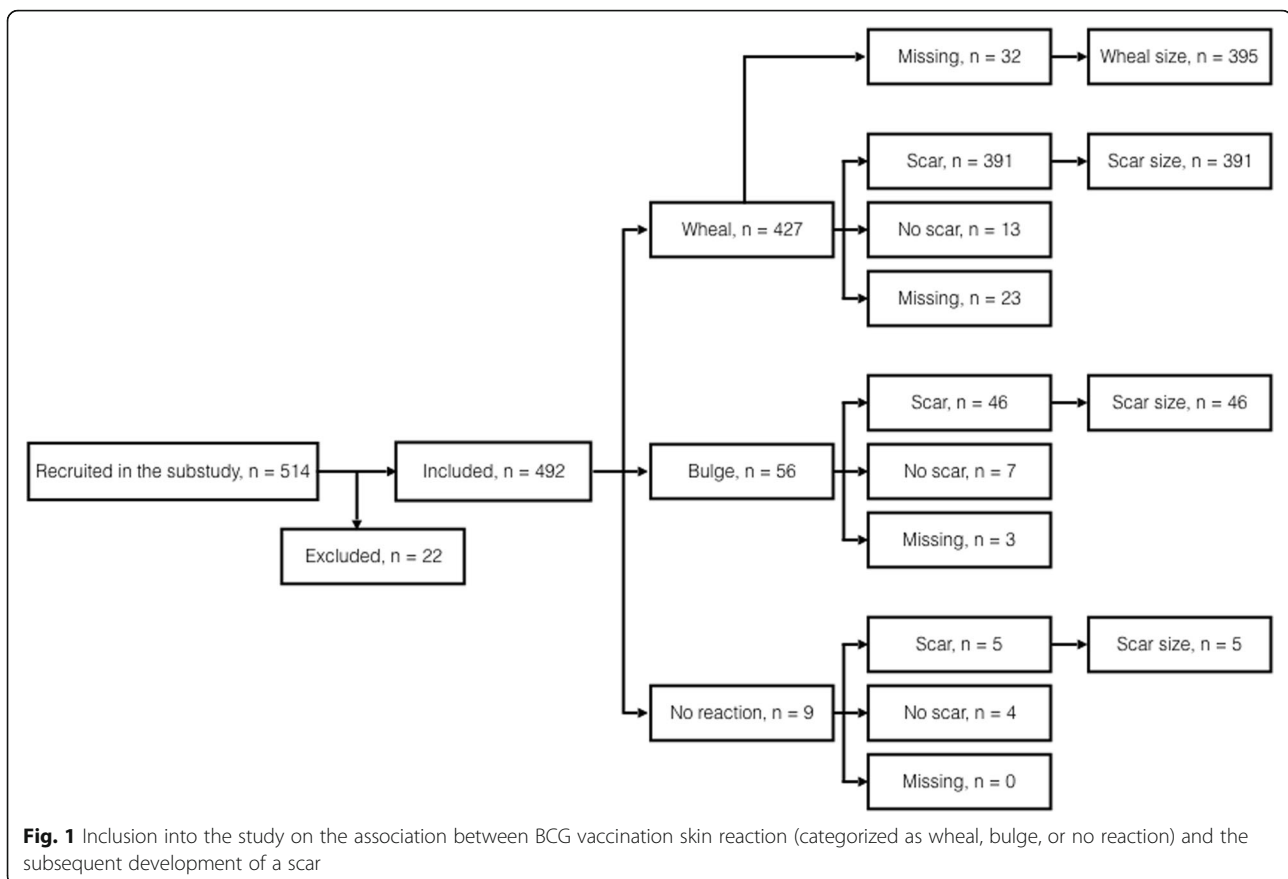 Missing, n = 32
Wheal size, n = 395
Scar, n = 391
Scar size, n = 391
Wheal, n = 427
No scar, n = 13
Missing, n = 23
Scar, n = 46
Scar size, n = 46
Recruited in the substudy, n = 514
Included, n = 492
Bulge, n = 56
No scar, n = 7
Excluded, n = 22
Missing, n = 3
Scar, n = 5
Scar size, n = 5
No reaction, n = 9
No scar, n = 4
Missing, n = 0
Fig. 1 Inclusion into the study on the association between BCG vaccination skin reaction (categorized as wheal, bulge, or no reaction) and the
subsequent development of a scar